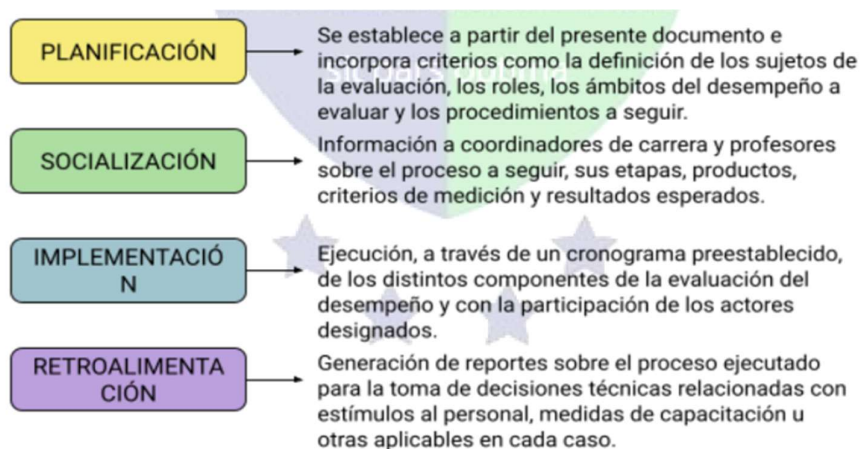 PLANIFICACIÓN
Se establece a partir del presente documento e
incorpora criterios como la definición de los sujetos de
la evaluación, los roles, los ámbitos del desempeño a
evaluar y los procedimientos a seguir.
SOCIALIZACIÓN
Información a coordinadores de carrera y profesores
sobre el proceso a seguir, sus etapas, productos,
criterios de medición y resultados esperados.
IMPLEMENTACIÓ
N
Ejecución, a través de un cronograma preestablecido,
de los distintos componentes de la evaluación del
desempeño y con la participación de los actores
designados.
RETROALIMENTA
CIÓN
Generación de reportes sobre el proceso ejecutado
para la toma de decisiones técnicas relacionadas con
estímulos al personal, medidas de capacitación u
otras aplicables en cada caso.